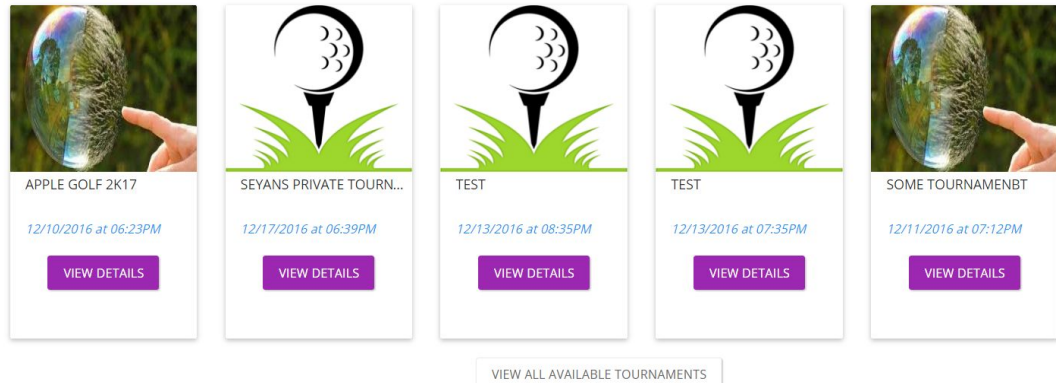 APPLE GOLF 2K17
12/10/2016 at 06:23PM
VIEW DETAILS
SEYANS PRIVATE TOURN...
12/17/2016 at 06:39PM
VIEW DETAILS
TEST
12/13/2016 at 08:35PM
VIEW DETAILS
TEST
12/13/2016 at 07:35PM
VIEW DETAILS
SOME TOURNAMENBT
12/11/2016 at 07:12PM
VIEW DETAILS
VIEW ALL AVAILABLE TOURNAMENTS